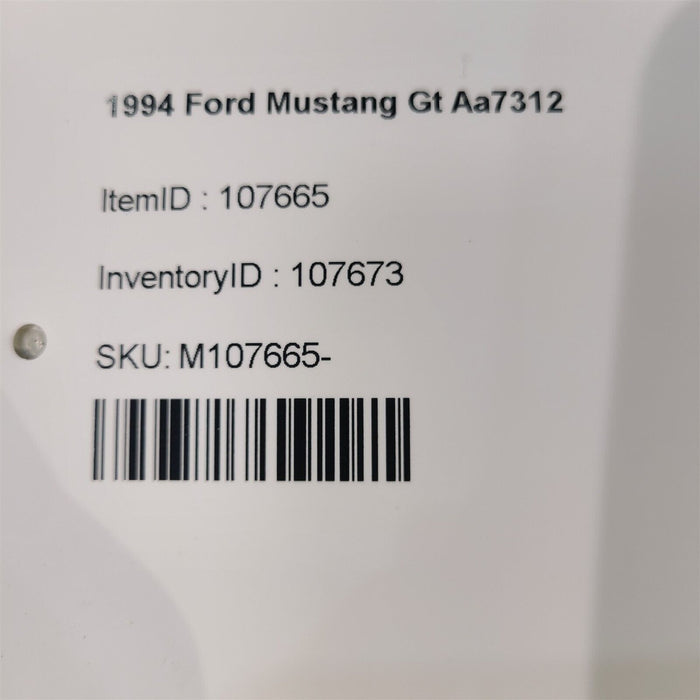 1994 Ford Mustang Gt Aa7312
ItemID : 107665
InventoryID : 107673
SKU: M107665-